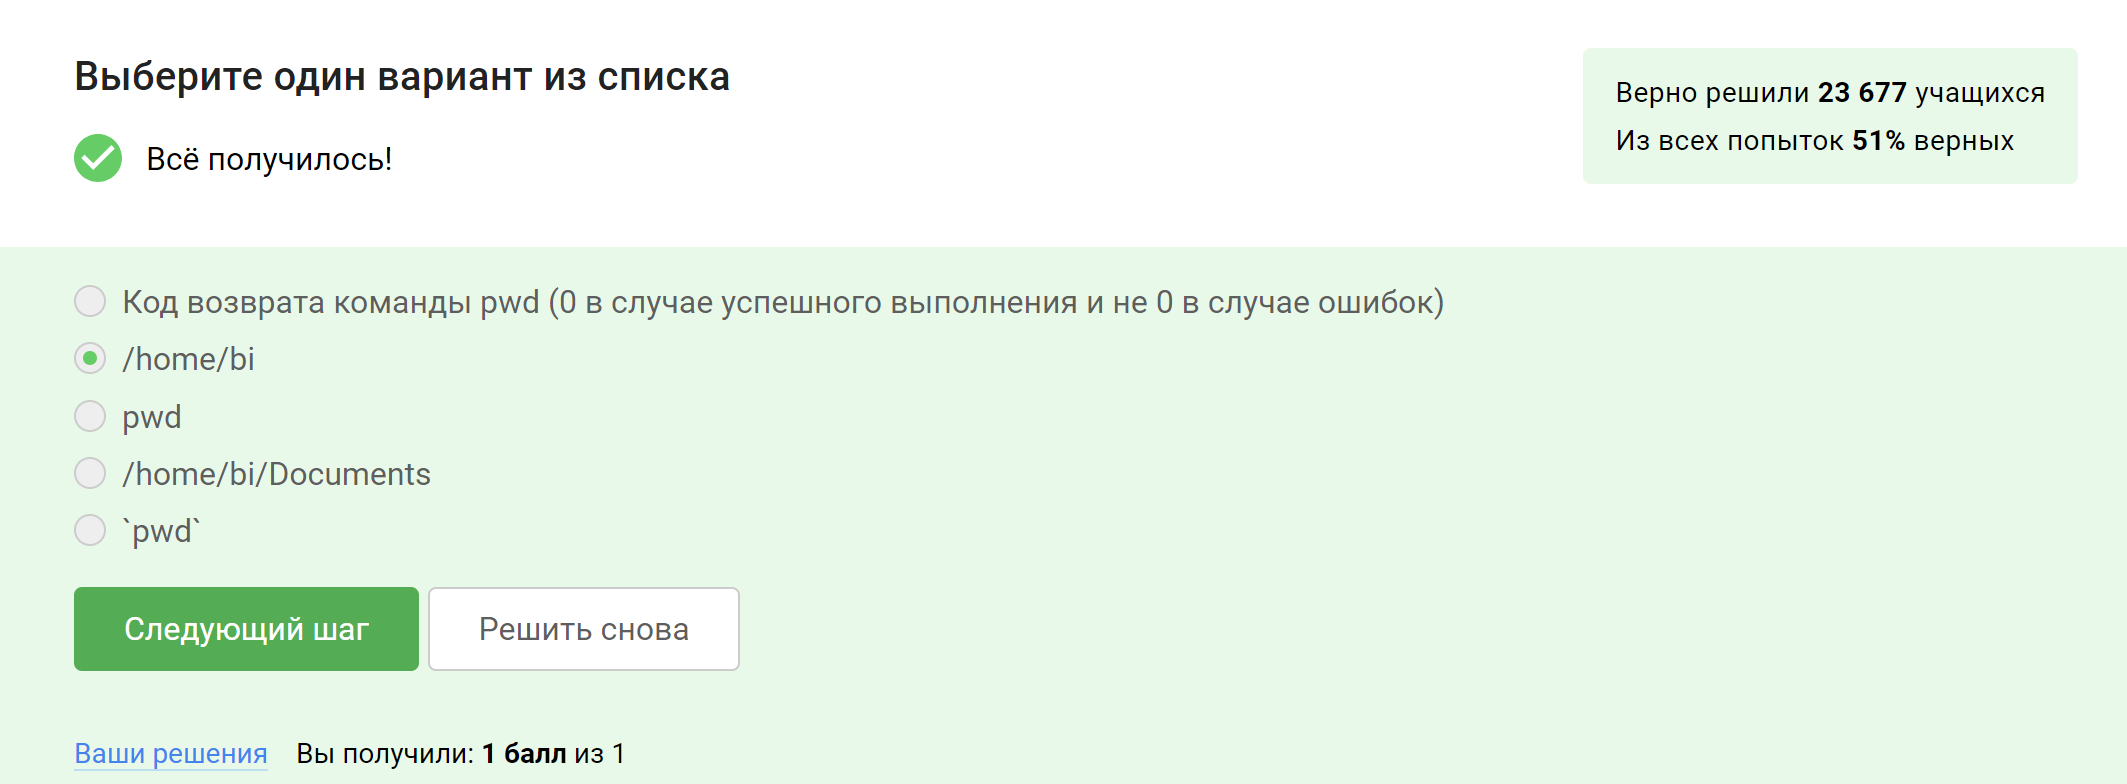 Выберите один вариант из списка
Всё получилось!
Верно решили 23 677 учащихся
Из всех попыток 51% верных
Код возврата команды pwd (0 в случае успешного выполнения и не 0 в случае ошибок)
/home/bi
pwd
/home/bi/Documents
`pwd`
Следующий шаг
Решить снова
Ваши решения Вы получили: 1 балл из 1